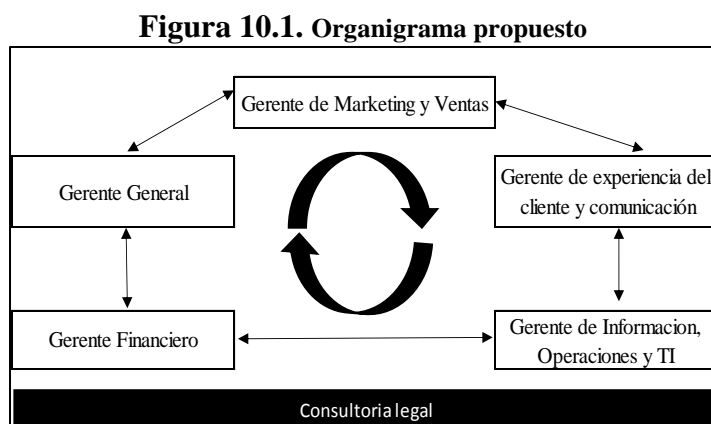 Figura 10.1. Organigrama propuesto
Gerente de Marketing y Ventas
Gerente General
Gerente de experiencia del
cliente y comunicación
Gerente Financiero
Gerente de Informacion,
Operaciones y TI
Consultoria legal